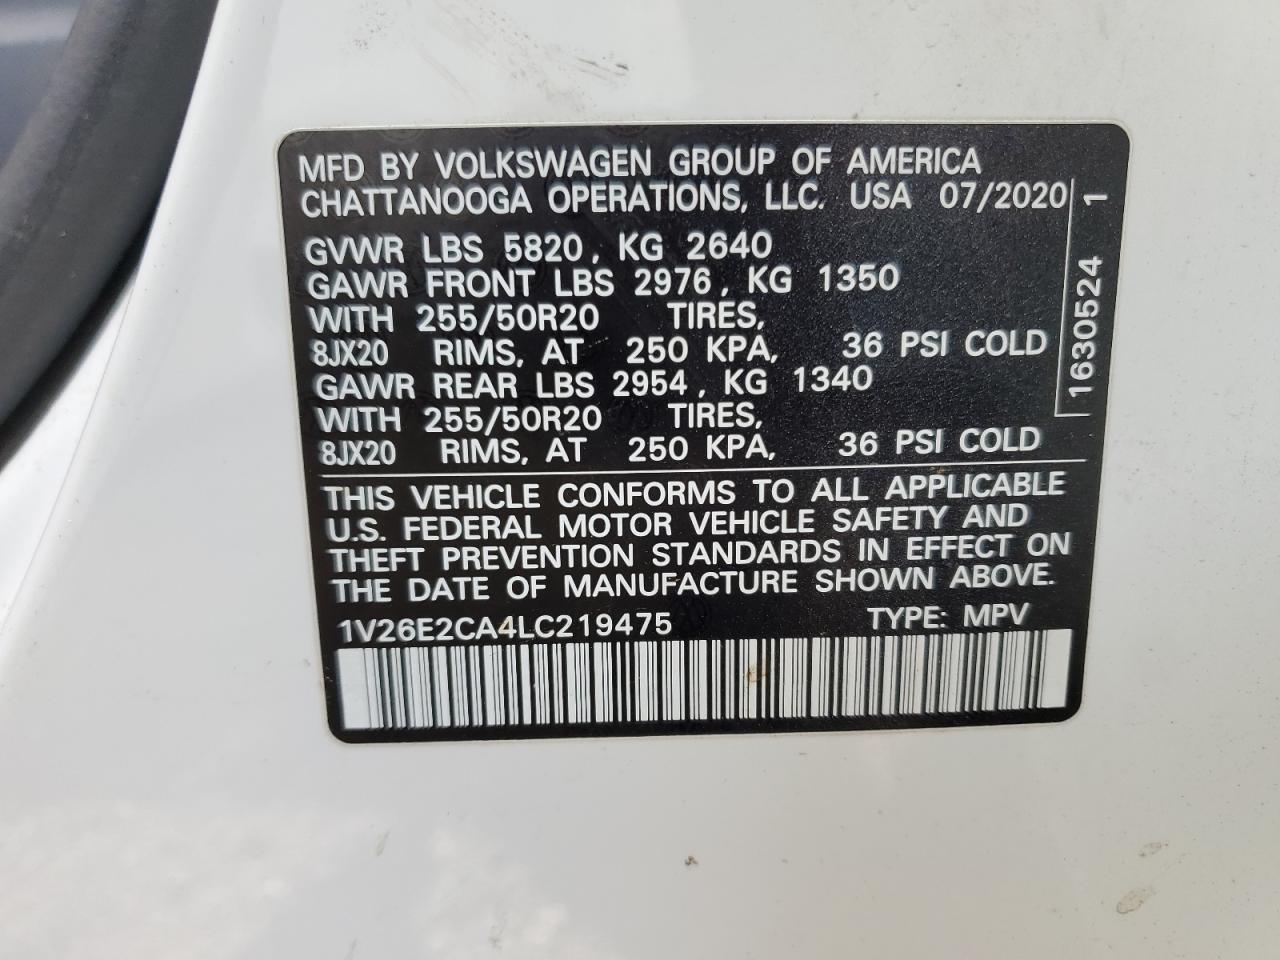 MFD BY VOLKSWAGEN GROUP OF AMERICA
CHATTANOOGA OPERATIONS, LLC. USA 07/2020
GVWR LBS 5820, KG 2640
GAWR FRONT LBS 2976, KG 1350
WITH 255/50R20 TIRES,
8JX20 RIMS, AT 250 KPA, 36 PSI COLD
GAWR REAR LBS 2954, KG 1340
WITH 255/50R20 TIRES,
8JX20 RIMS, AT 250 KPA, 36 PSI COLD
1630524 1
THIS VEHICLE CONFORMS TO ALL APPLICABLE
U.S. FEDERAL MOTOR VEHICLE SAFETY AND
THEFT PREVENTION STANDARDS IN EFFECT ON
THE DATE OF MANUFACTURE SHOWN ABOVE.
1V26E2CA4LC219475 TYPE: MPV